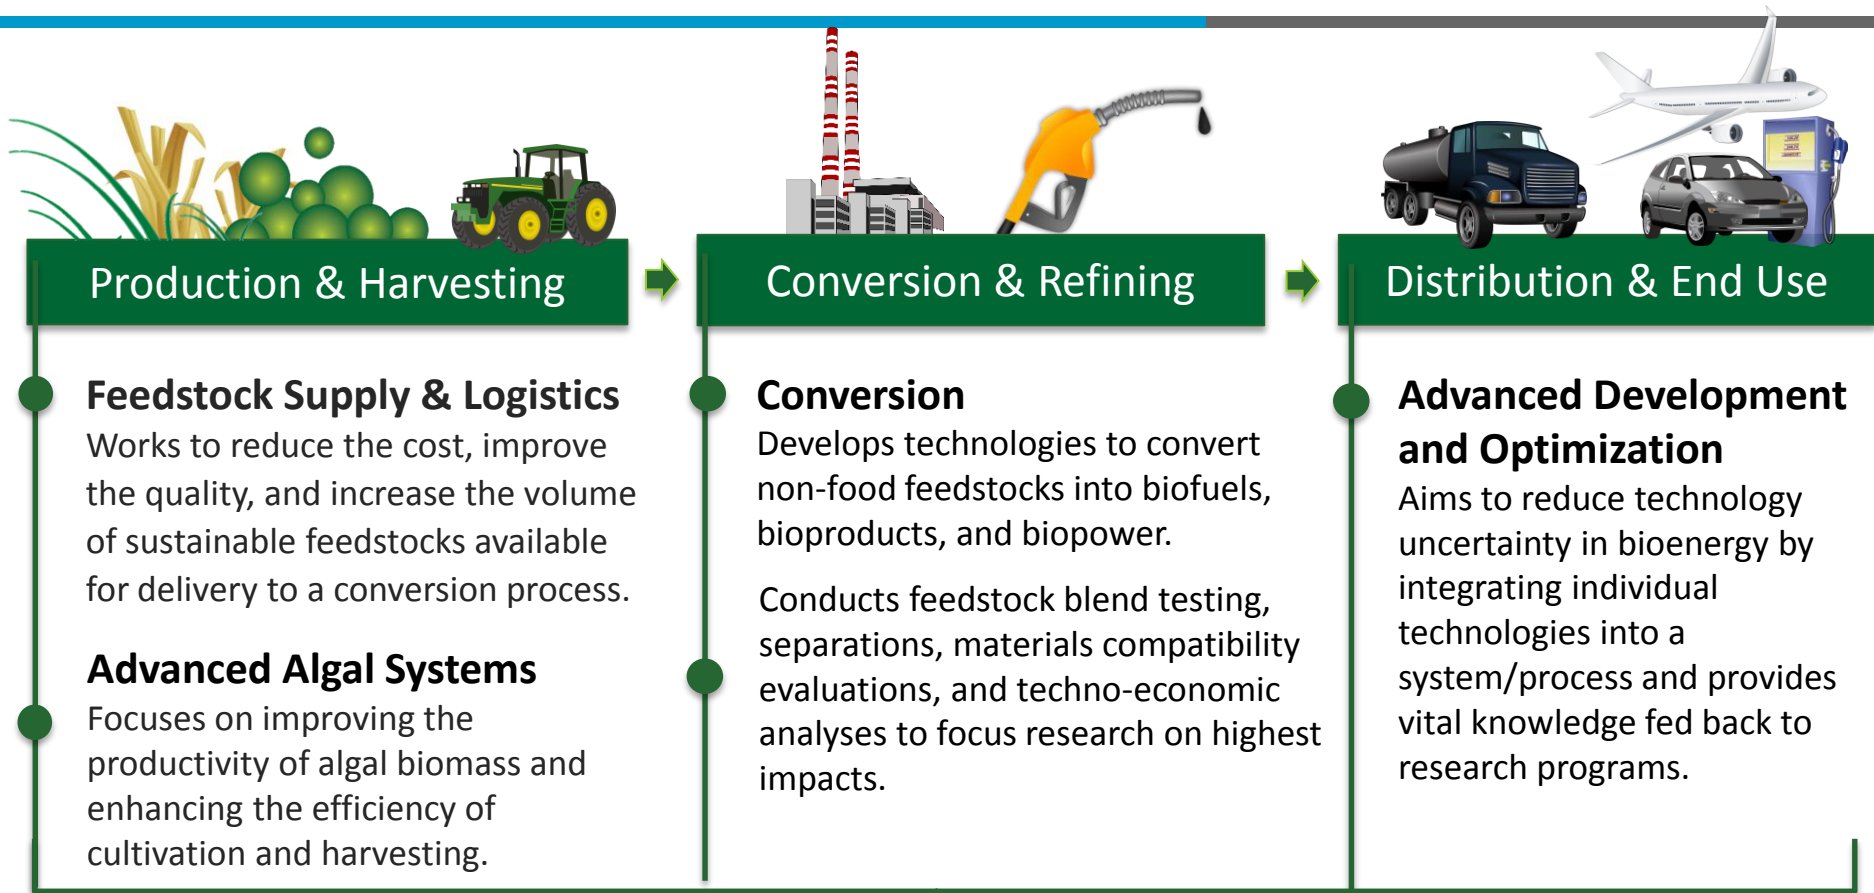 Production & Harvesting
Feedstock Supply & Logistics
Works to reduce the cost, improve
the quality, and increase the volume
of sustainable feedstocks available
for delivery to a conversion process.
Advanced Algal Systems
Focuses on improving the
productivity of algal biomass and
enhancing the efficiency of
cultivation and harvesting.
Conversion & Refining
Conversion
Develops technologies to convert
non-food feedstocks into biofuels,
bioproducts, and biopower.
Conducts feedstock blend testing,
separations, materials compatibility
evaluations, and techno-economic
analyses to focus research on highest
impacts.
Distribution & End Use
Advanced Development
and Optimization
Aims to reduce technology
uncertainty in bioenergy by
integrating individual
technologies into a
system/process and provides
vital knowledge fed back to
research programs.